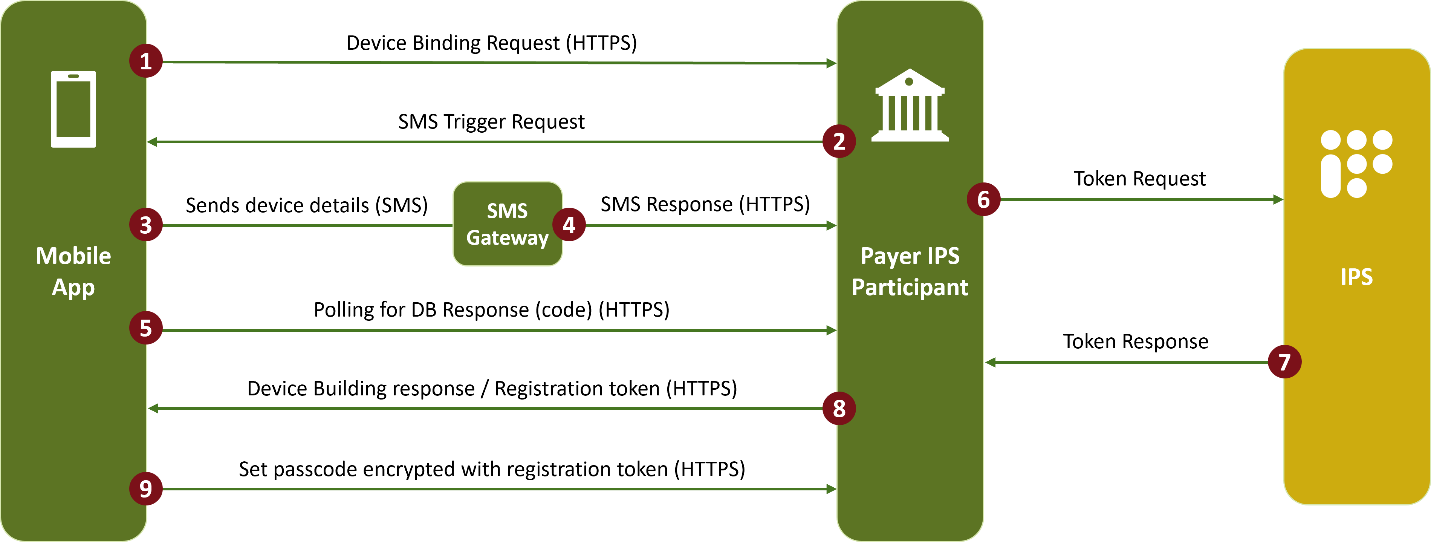 1
Device Binding Request (HTTPS)
SMS Trigger Request
2
3
Sends device details (SMS)
SMS
Gateway
4
SMS Response (HTTPS)
6
Token Request
Mobile
App
Payer IPS
Participant
IPS
5
Polling for DB Response (code) (HTTPS)
Token Response
7
Device Building response / Registration token (HTTPS)
8
9
Set passcode encrypted with registration token (HTTPS)